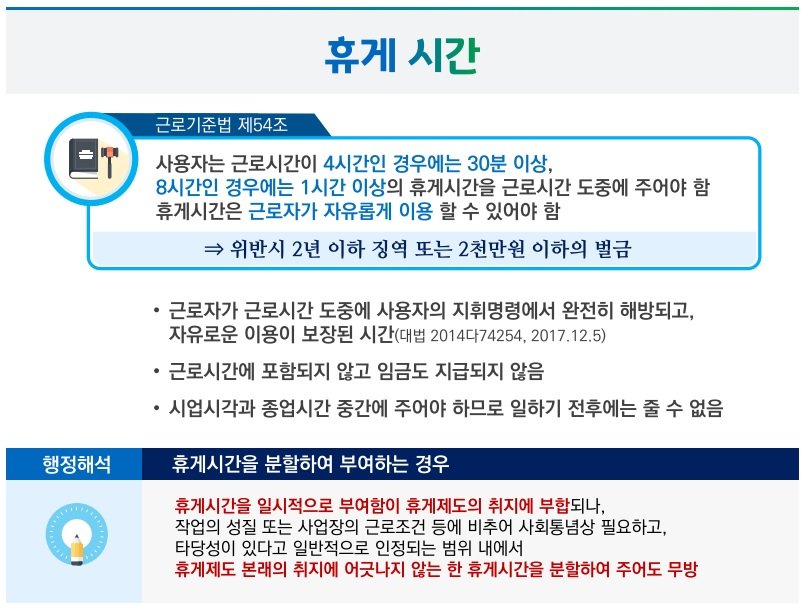 휴게 시간
근로기준법 제54조
사용자는 근로시간이 4시간인 경우에는 30분 이상,
8시간인 경우에는 1시간 이상의 휴게시간을 근로시간 도중에 주어야 함
휴게시간은 근로자가 자유롭게 이용 할 수 있어야 함
⇒ 위반시 2년 이하 징역 또는 2천만원 이하의 벌금
• 근로자가 근로시간 도중에 사용자의 지휘명령에서 완전히 해방되고,
자유로운 이용이 보장된 시간(대법 2014다74254, 2017.12.5)
• 근로시간에 포함되지 않고 임금도 지급되지 않음
• 시업시각과 종업시간 중간에 주어야 하므로 일하기 전후에는 줄 수 없음
행정해석
휴게시간을 분할하여 부여하는 경우
휴게시간을 일시적으로 부여함이 휴게제도의 취지에 부합되나,
작업의 성질 또는 사업장의 근로조건 등에 비추어 사회통념상 필요하고,
타당성이 있다고 일반적으로 인정되는 범위 내에서
휴게제도 본래의 취지에 어긋나지 않는 한 휴게시간을 분할하여 주어도 무방